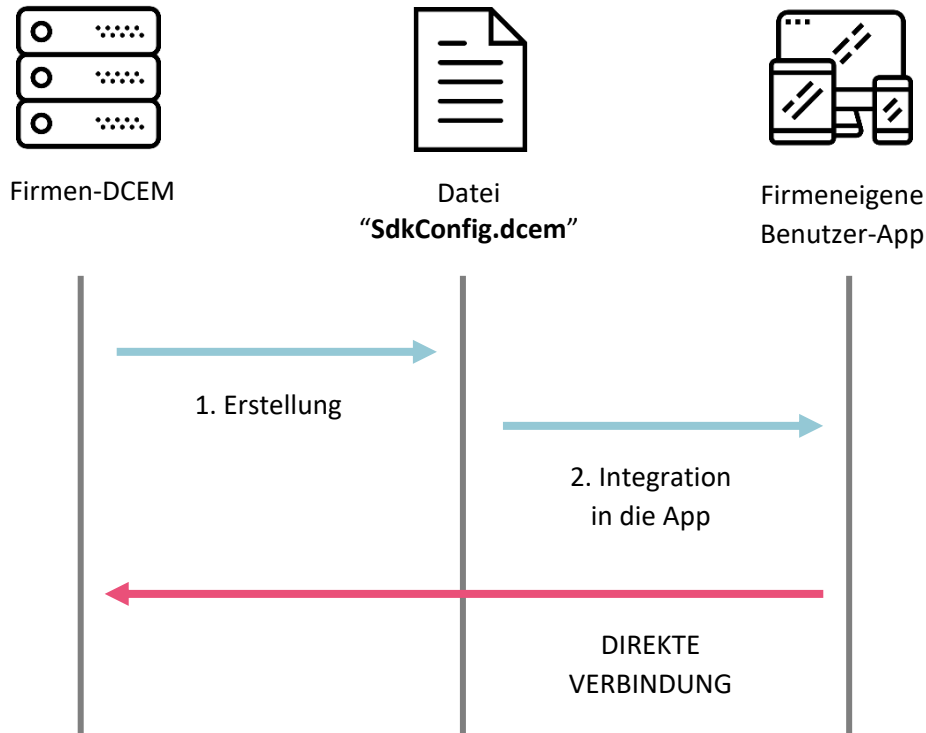 Firmen-DCEM
Datei
“SdkConfig.dcem”
Firmeneigene
Benutzer-App
1. Erstellung
2. Integration
in die App
DIREKTE
VERBINDUNG